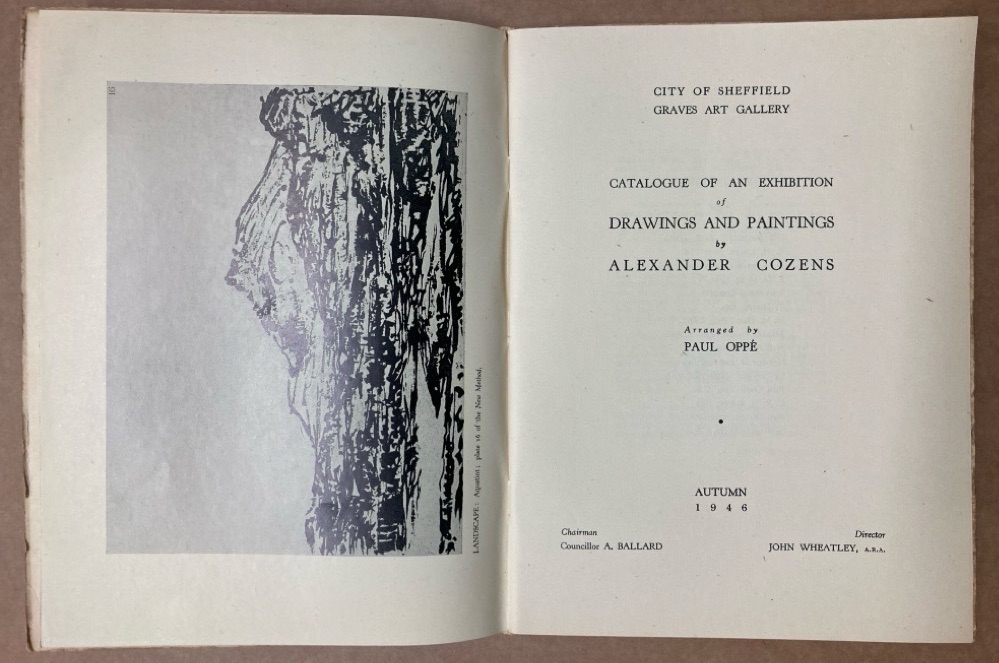 16
LANDSCAPE: Aquatint; plate 16 of the New Method.
CITY OF SHEFFIELD
GRAVES ART GALLERY
CATALOGUE OF AN EXHIBITION
of
DRAWINGS AND PAINTINGS
by
ALEXANDER COZENS
Arranged by
PAUL OPPÉ
AUTUMN
1946
Chairman
Councillor A. BALLARD
Director
JOHN WHEATLEY, A.R.A.